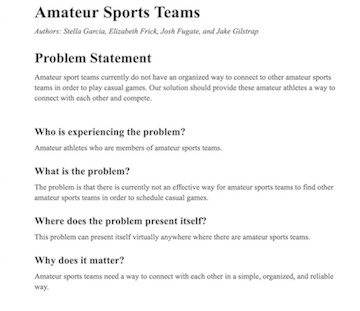 Amateur Sports Teams
Authors: Stella Garcia, Elizabeth Frick, Josh Fugate, and Jake Gilstrap
Problem Statement
Amateur sport teams currently do not have an organized way to connect to other amateur sports
teams in order to play casual games. Our solution should provide these amateur athletes a way to
connect with each other and compete.
Who is experiencing the problem?
Amateur athletes who are members of amateur sports teams.
What is the problem?
The problem is that there is currently not an effective way for amateur sports teams to find other
amateur sports teams in order to schedule casual games.
Where does the problem present itself?
This problem can present itself virtually anywhere where there are amateur sports teams.
Why does it matter?
Amateur sports teams need a way to connect with each other in a simple, organized, and reliable
way.